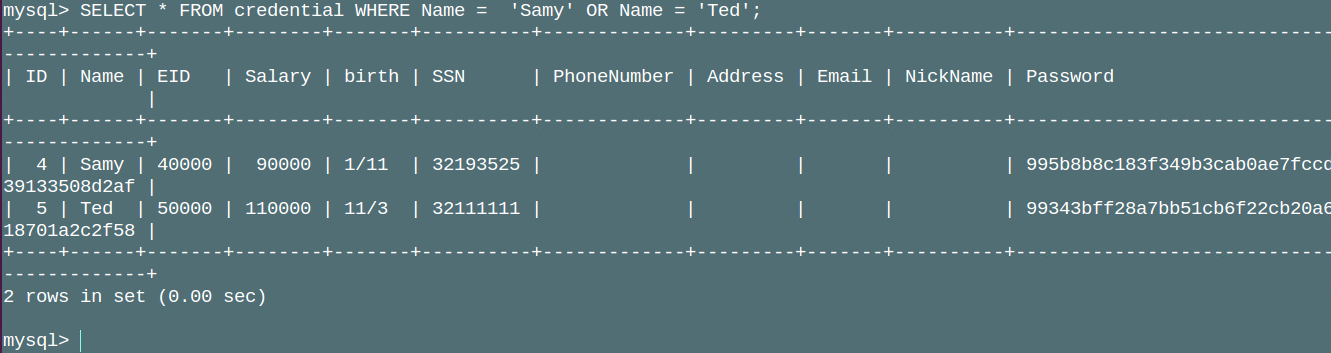 mysql> SELECT * FROM credential WHERE Name =  'Samy' OR Name = 'Ted';
+----+------+-------+--------+-------+----------+-------------+---------+-------+----------+-----------------------------
-------------+
| ID | Name | EID   | Salary | birth | SSN      | PhoneNumber | Address | Email | NickName | Password
             |
+----+------+-------+--------+-------+----------+-------------+---------+-------+----------+-----------------------------
-------------+
|  4 | Samy | 40000 |  90000 | 1/11  | 32193525 |             |         |       |          | 995b8b8c183f349b3cab0ae7fccd
39133508d2af |
|  5 | Ted  | 50000 | 110000 | 11/3  | 32111111 |             |         |       |          | 99343bff28a7bb51cb6f22cb20a6
18701a2c2f58 |
+----+------+-------+--------+-------+----------+-------------+---------+-------+----------+-----------------------------
-------------+
2 rows in set (0.00 sec)
mysql>